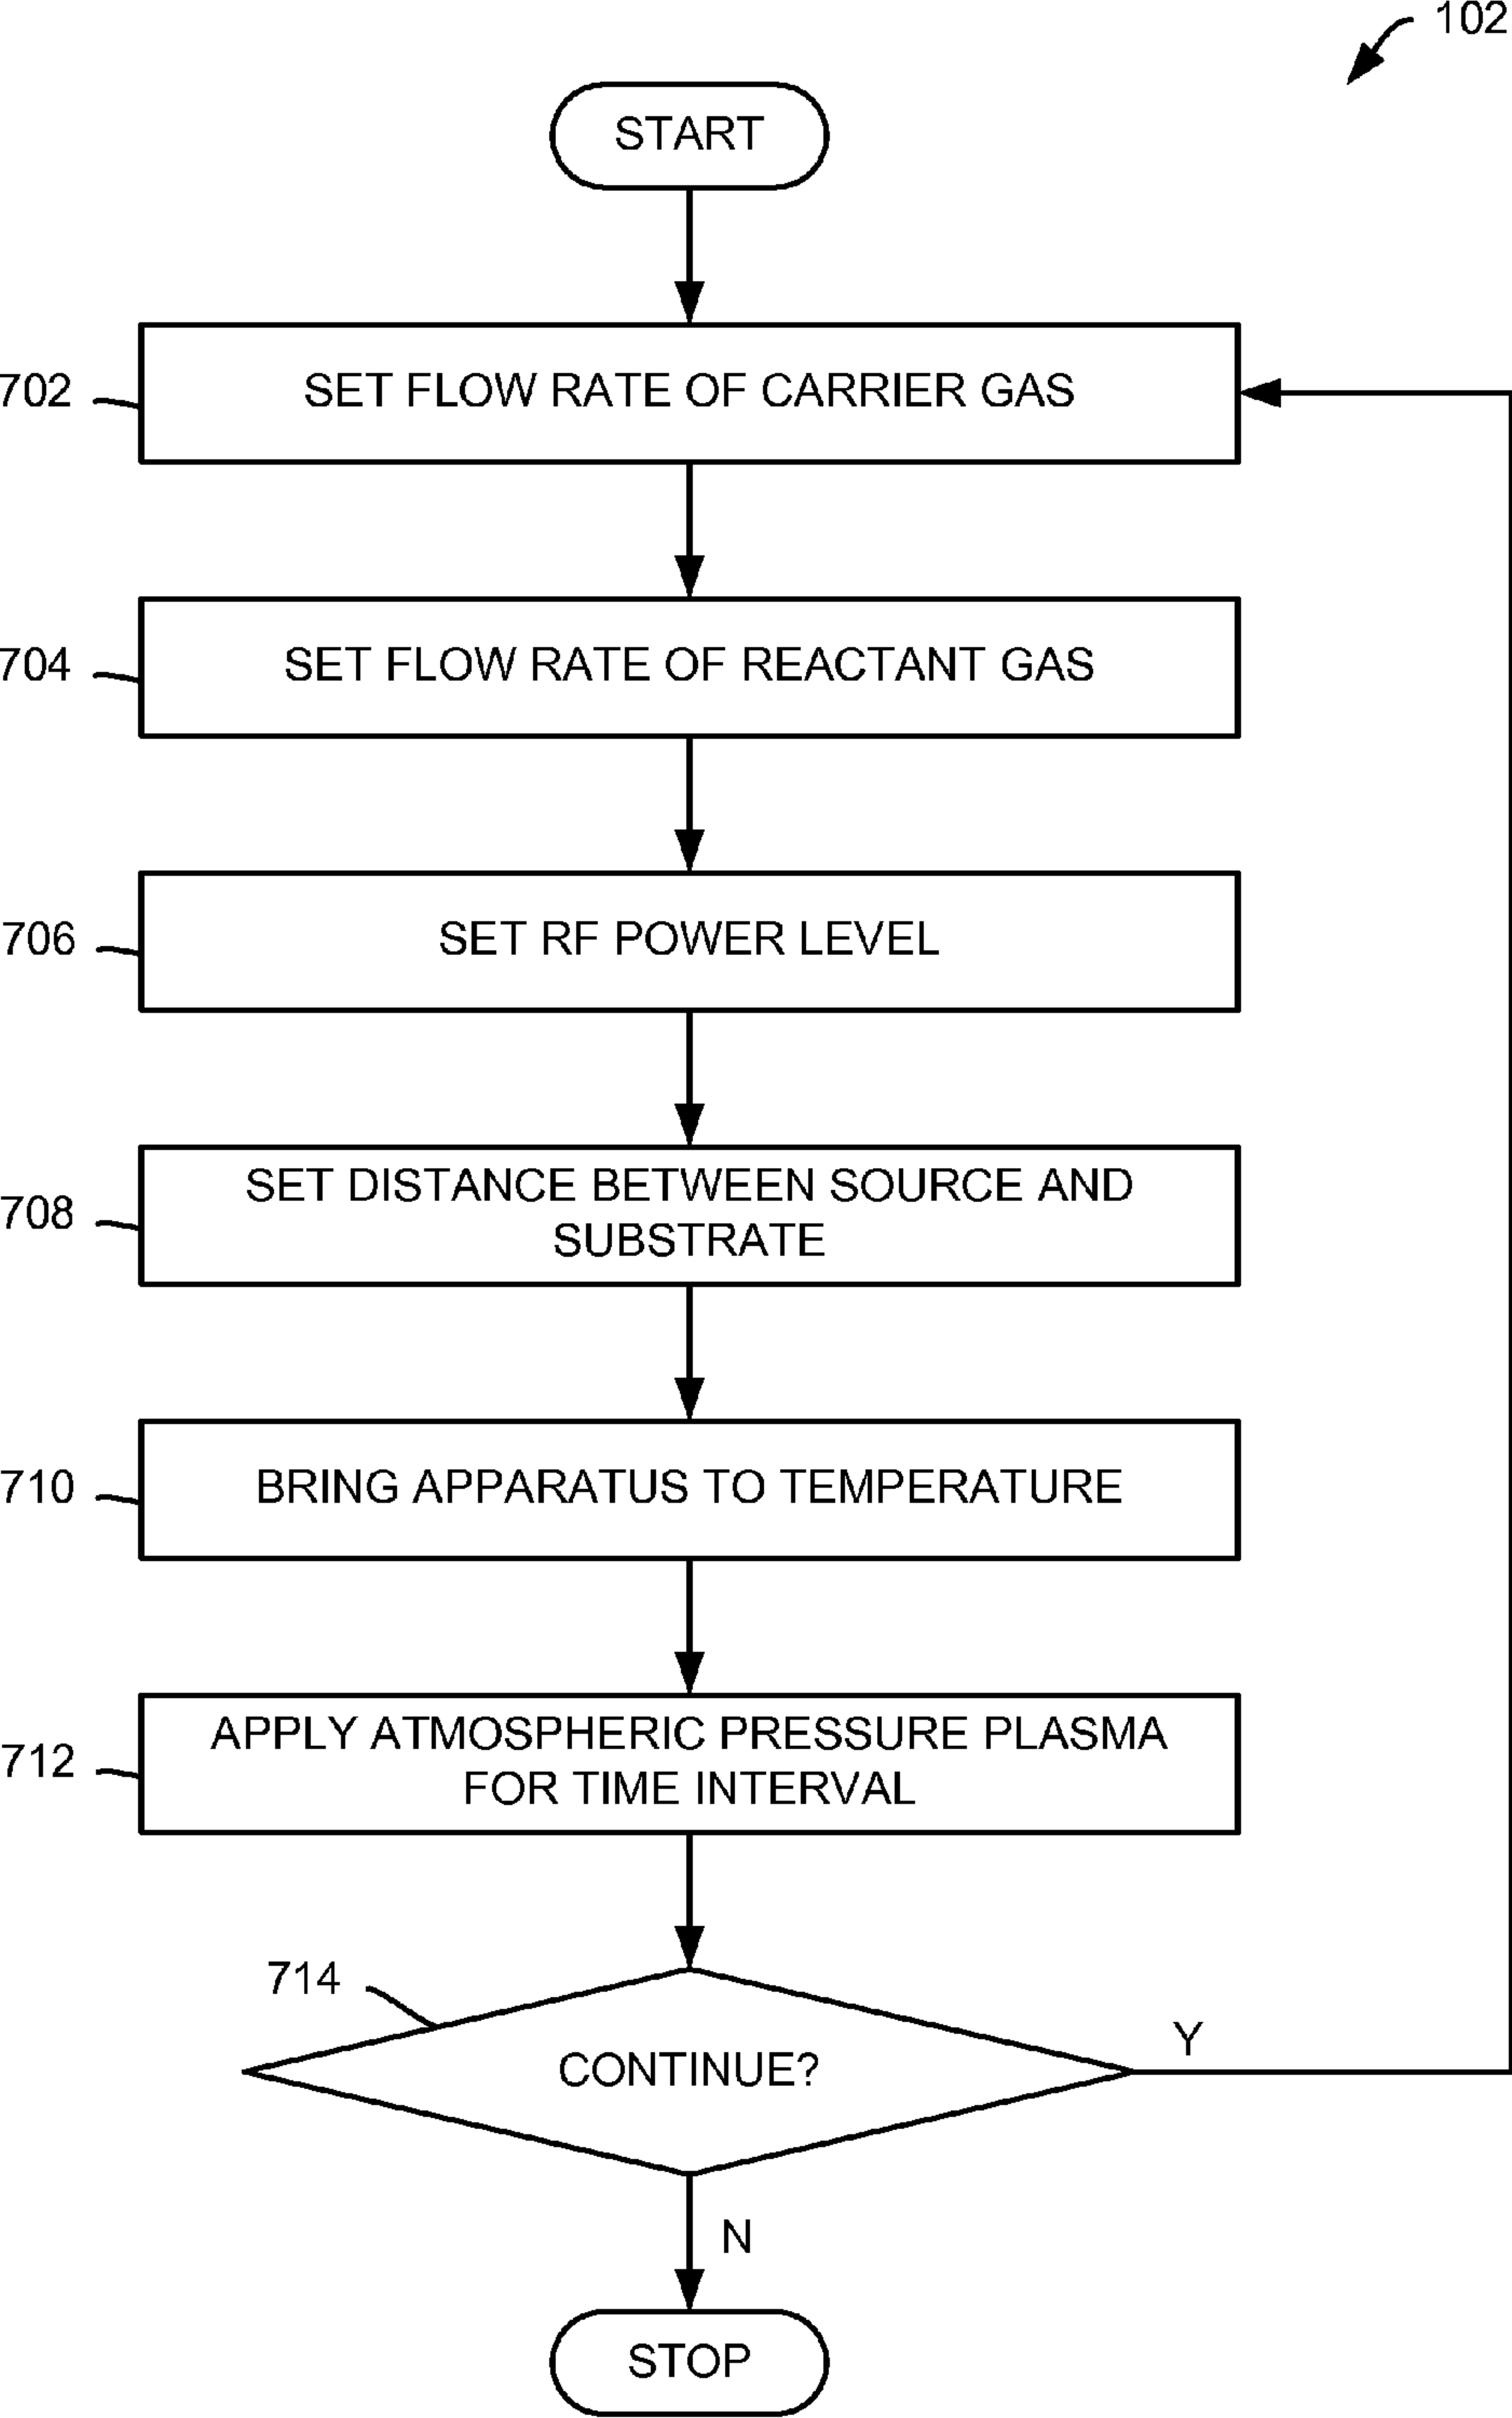 102
START
702
SET FLOW RATE OF CARRIER GAS
704
SET FLOW RATE OF REACTANT GAS
706
SET RF POWER LEVEL
708
SET DISTANCE BETWEEN SOURCE AND
SUBSTRATE
710
BRING APPARATUS TO TEMPERATURE
712
APPLY ATMOSPHERIC PRESSURE PLASMA
FOR TIME INTERVAL
714
CONTINUE?
Y
N
STOP